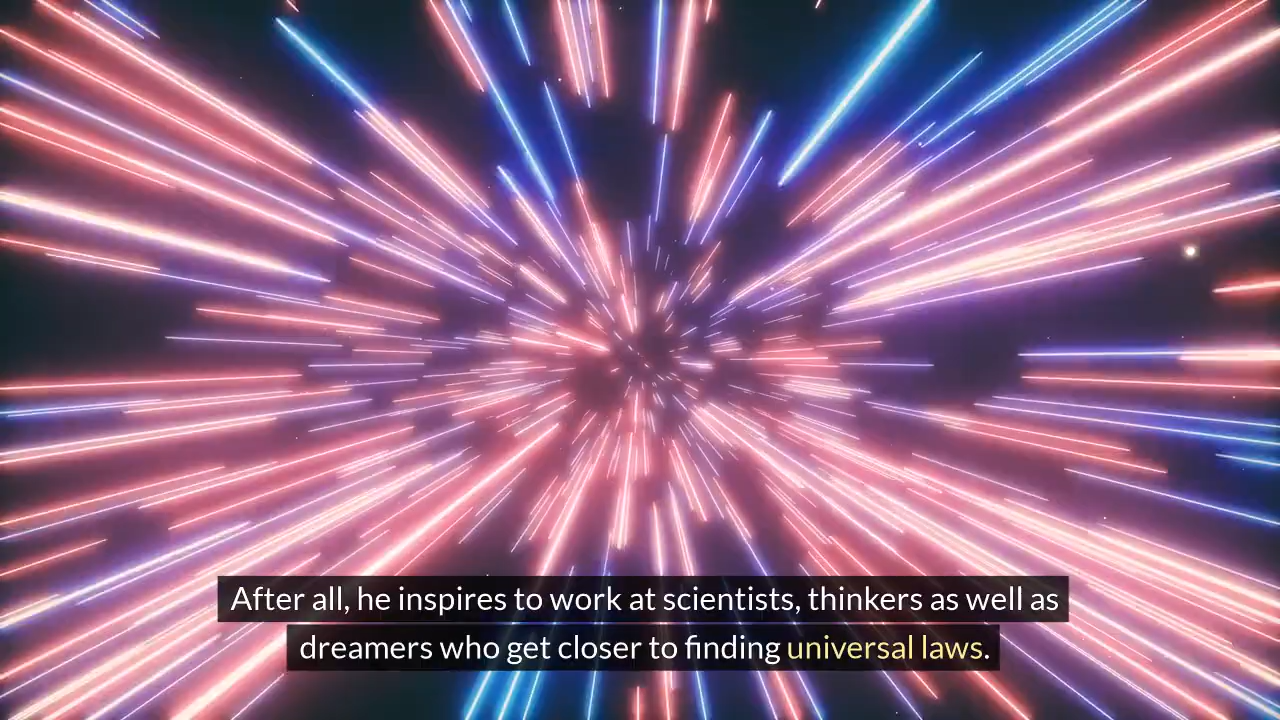 After all, he inspires to work at scientists, thinkers as well as
dreamers who get closer to finding universal laws.